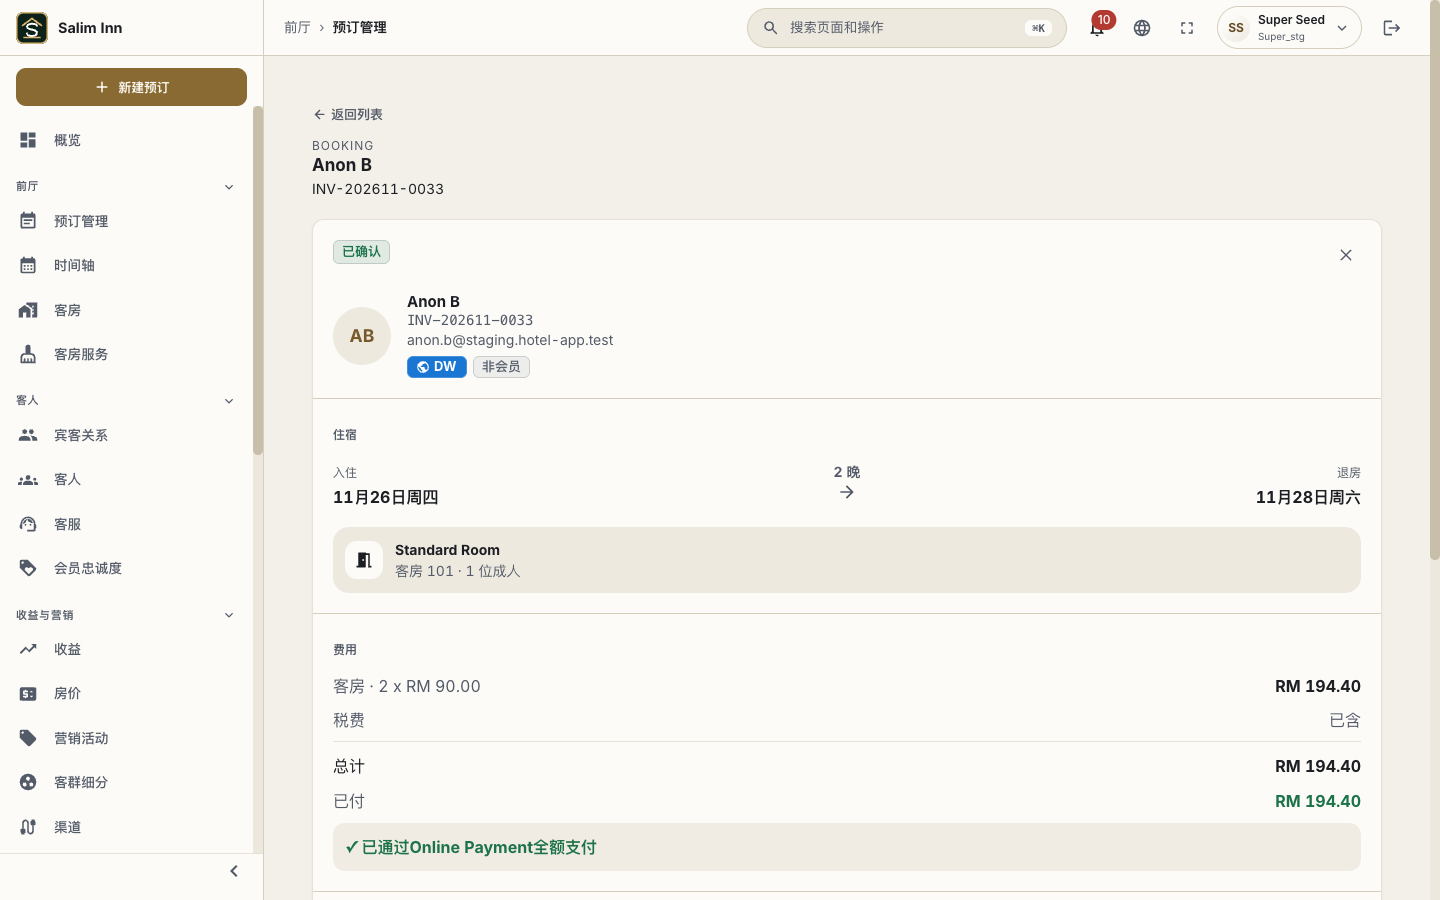 Salim Inn
前厅 › 预订管理
搜索页面和操作
⌘K
10
SS
Super Seed
Super_stg
新建预订
概览
前厅
预订管理
时间轴
客房
客房服务
客人
宾客关系
客人
客服
会员忠诚度
收益与营销
收益
房价
营销活动
客群细分
渠道
← 返回列表
BOOKING
Anon B
INV-202611-0033
已确认
AB
Anon B
INV-202611-0033
anon.b@staging.hotel-app.test
DW
非会员
住宿
入住
2 晚
退房
11月26日周四
→
11月28日周六
Standard Room
客房 101 · 1 位成人
费用
客房 · 2 x RM 90.00
RM 194.40
税费
已含
总计
RM 194.40
已付
RM 194.40
✓ 已通过Online Payment全额支付